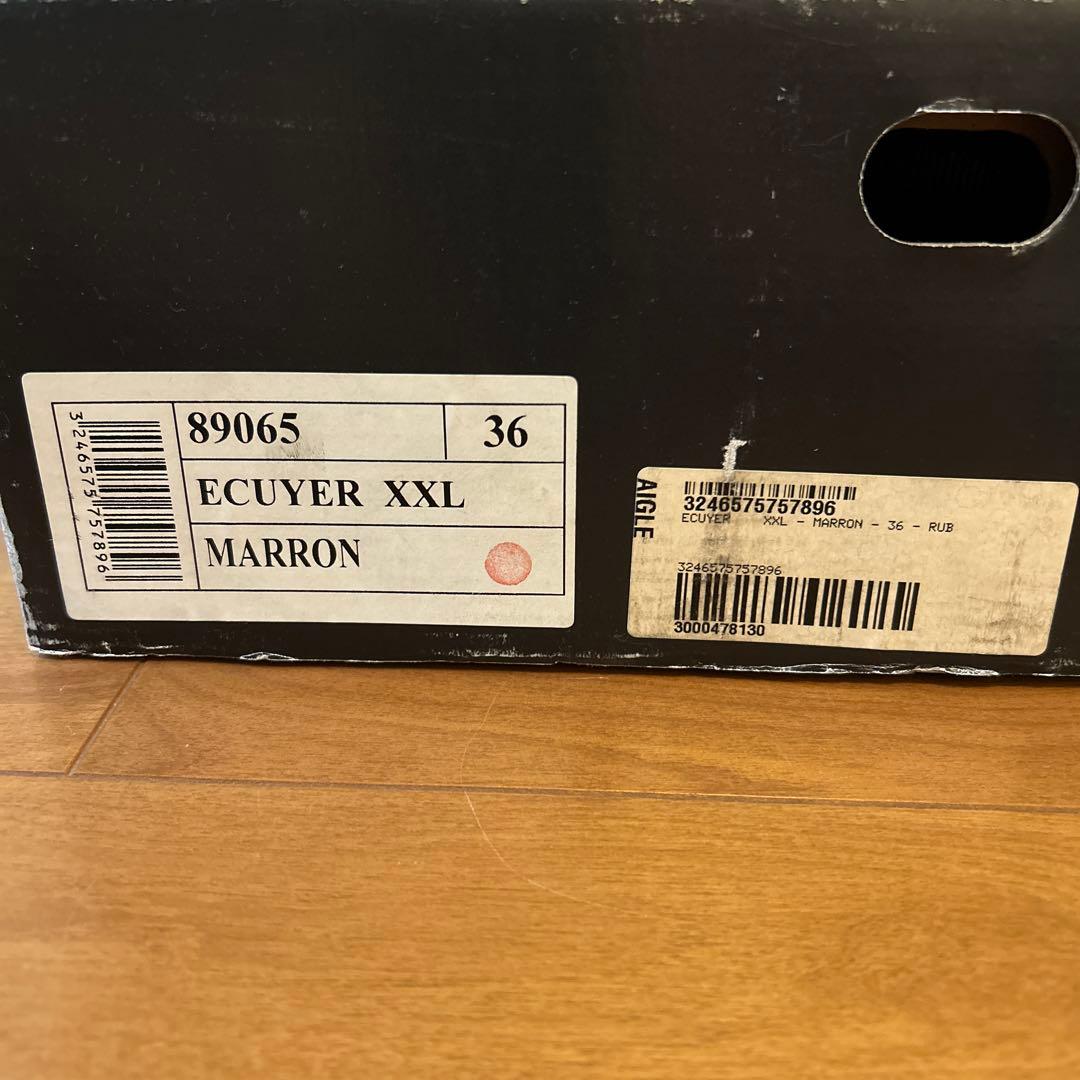 3246575757896
89065
36
ECUYER XXL
MARRON
AIGLE
3246575757896
ECUYER XXL - MARRON - 36 - RUB
3246575757896
3000478130